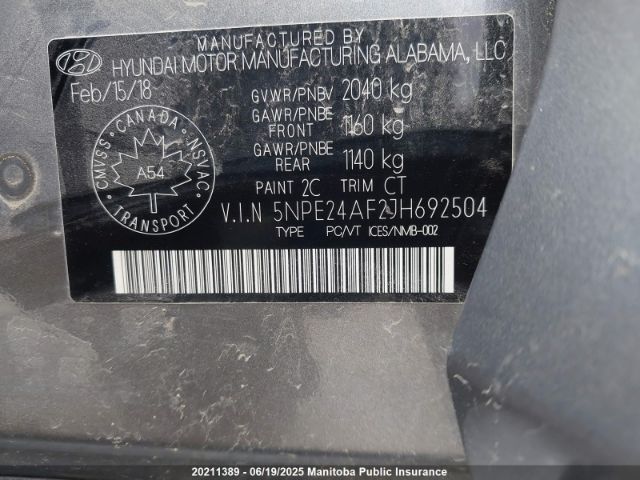 MANUFACTURED BY
HYUNDAI MOTOR MANUFACTURING ALABAMA, LLC
Feb/15/18
GVWR/PNBV 2040 kg
GAWR/PNBE
FRONT 1160 kg
GAWR/PNBE
REAR 1140 kg
PAINT 2C TRIM CT
CANADA
CMVSS NSVAC
A54
TRANSPORT
V.I.N 5NPE24AF2JH692504
TYPE PC/VT ICES/NMB-002
20211389 - 06/19/2025 Manitoba Public Insurance